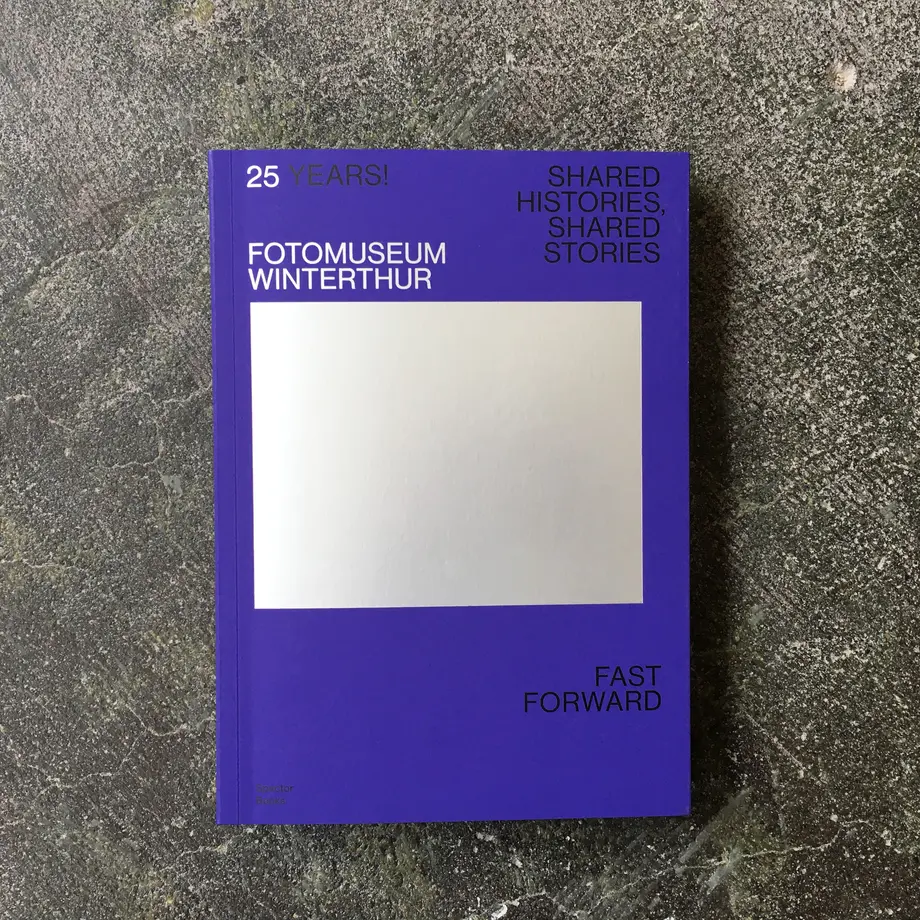 25 YEARS!
SHARED
HISTORIES,
SHARED
STORIES
FOTOMUSEUM
WINTERTHUR
FAST
FORWARD